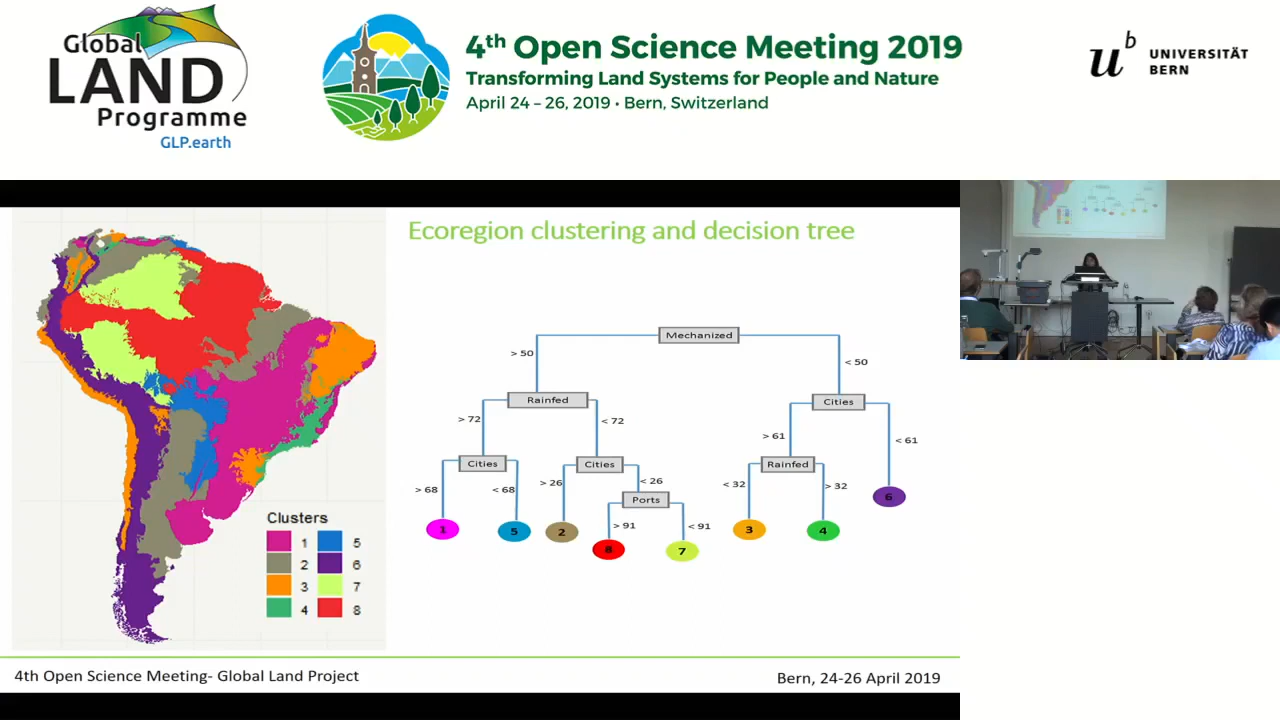 Global
LAND
Programme
GLP.earth
4th Open Science Meeting 2019
Transforming Land Systems for People and Nature
April 24 – 26, 2019 • Bern, Switzerland
u b UNIVERSITÄT
BERN
Ecoregion clustering and decision tree
Mechanized
> 50
< 50
Rainfed
Cities
> 72
< 72
> 61
< 61
Cities
Cities
Rainfed
> 68
< 68
> 26
< 26
< 32
> 32
Ports
6
> 91
< 91
1
5
2
8
7
3
4
Clusters
1 5
2 6
3 7
4 8
4th Open Science Meeting- Global Land Project
Bern, 24-26 April 2019